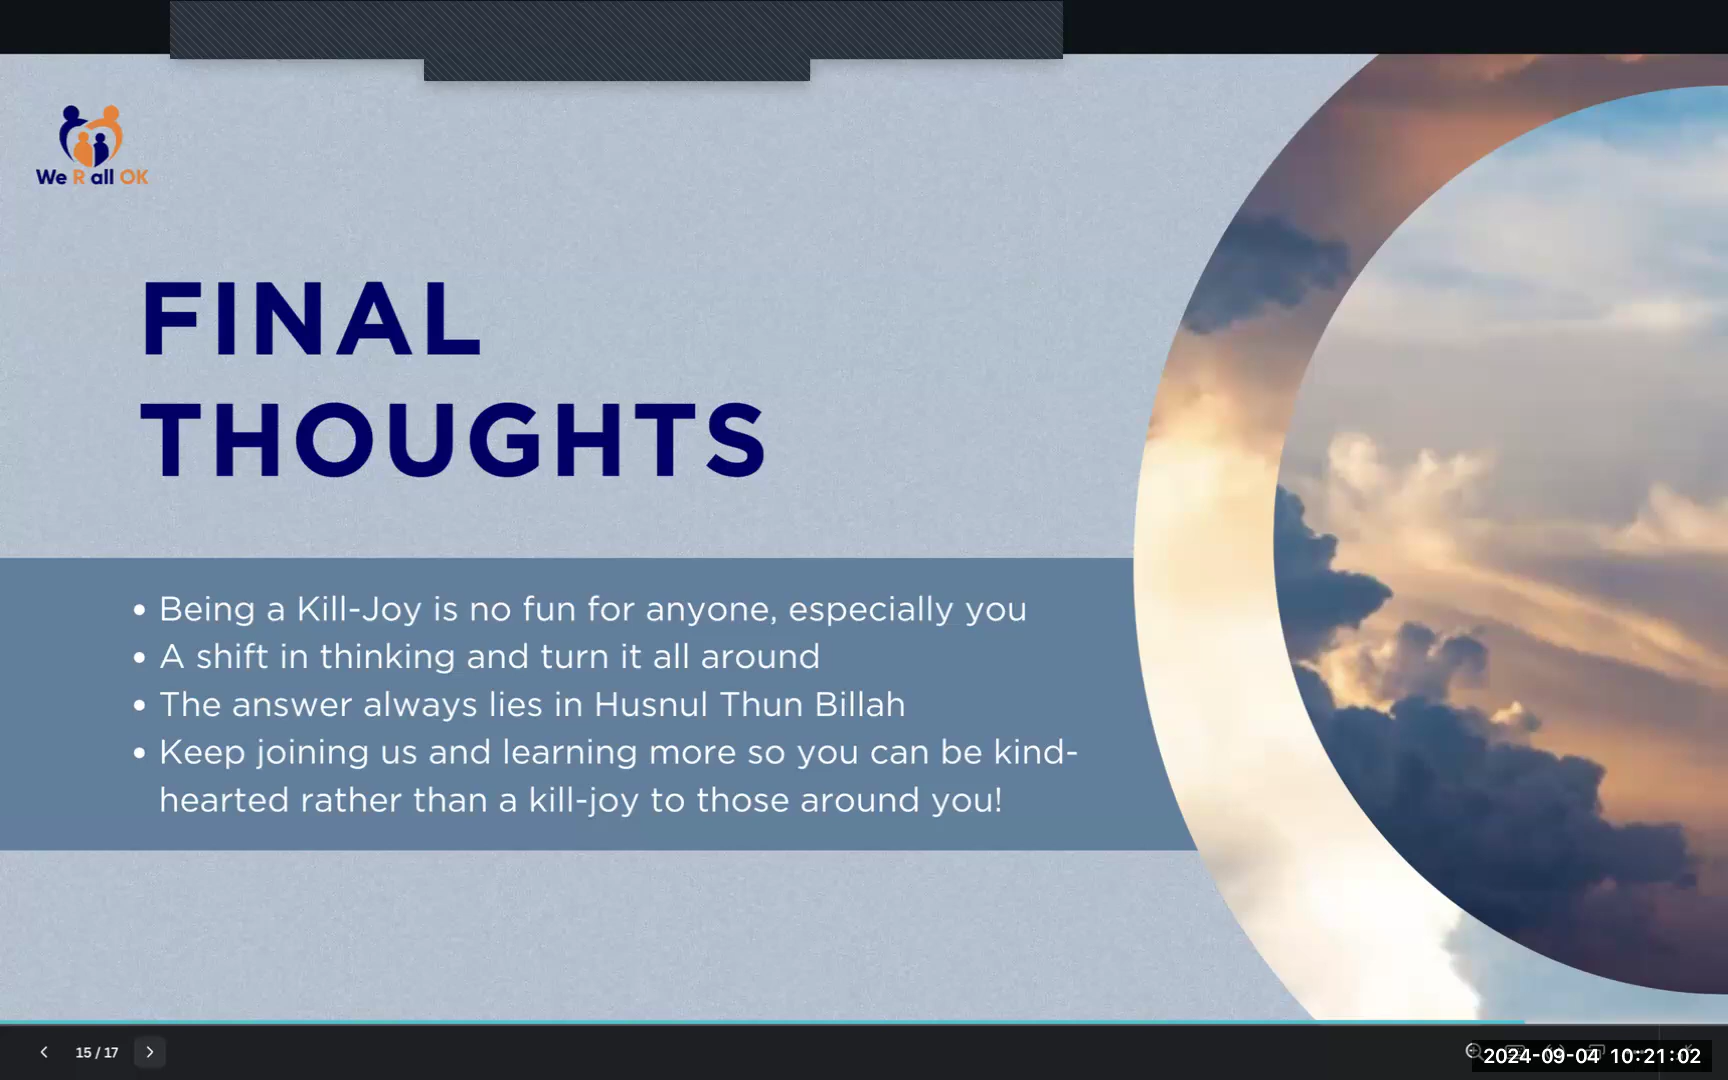 We R all OK
FINAL
THOUGHTS
• Being a Kill-Joy is no fun for anyone, especially you
• A shift in thinking and turn it all around
• The answer always lies in Husnul Thun Billah
• Keep joining us and learning more so you can be kind-
hearted rather than a kill-joy to those around you!
15 / 17
2024-09-04 10:21:02